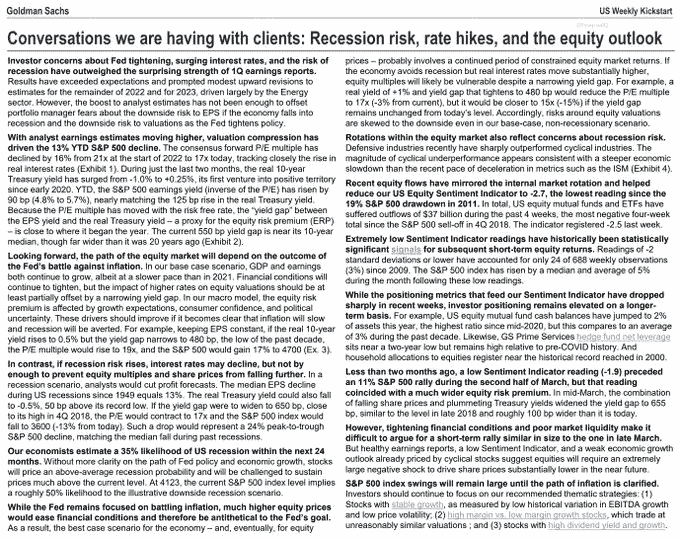 Goldman Sachs
US Weekly Kickstart
Conversations we are having with clients: Recession risk, rate hikes, and the equity outlook
Investor concerns about Fed tightening, surging interest rates, and the risk of
recession have outweighed the surprising strength of 1Q earnings reports.
Results have exceeded expectations and prompted modest upward revisions to
estimates for the remainder of 2022 and for 2023, driven largely by the Energy
sector. However, the boost to analyst estimates has not been enough to offset
portfolio manager fears about the downside risk to EPS if the economy falls into
recession and the downside risk to valuations as the Fed tightens policy.
With analyst earnings estimates moving higher, valuation compression has
driven the 13% YTD S&P 500 decline. The consensus forward P/E multiple has
declined by 16% from 21x at the start of 2022 to 17x today, tracking closely the rise in
real interest rates (Exhibit 1). During just the last two months, the real 10-year
Treasury yield has surged from -1.0% to +0.25%, its first venture into positive territory
since early 2020. YTD, the S&P 500 earnings yield (inverse of the P/E) has risen by
90 bp (4.8% to 5.7%), nearly matching the 125 bp rise in the real Treasury yield.
Because the P/E multiple has moved with the risk free rate, the "yield gap" between
the EPS yield and the real Treasury yield – a proxy for the equity risk premium (ERP)
– is close to where it began the year. The current 550 bp yield gap is near its 10-year
median, though far wider than it was 20 years ago (Exhibit 2).
Looking forward, the path of the equity market will depend on the outcome of
the Fed's battle against inflation. In our base case scenario, GDP and earnings
both continue to grow, albeit at a slower pace than in 2021. Financial conditions will
continue to tighten, but the impact of higher rates on equity valuations should be at
least partially offset by a narrowing yield gap. In our macro model, the equity risk
premium is affected by growth expectations, consumer confidence, and political
uncertainty. These drivers should improve if it becomes clear that inflation will slow
and recession will be averted. For example, keeping EPS constant, if the real 10-year
yield rises to 0.5% but the yield gap narrows to 480 bp, the low of the past decade,
the P/E multiple would rise to 19x, and the S&P 500 would gain 17% to 4700 (Ex. 3).
In contrast, if recession risk rises, interest rates may decline, but not by
enough to prevent equity multiples and share prices from falling further. In a
recession scenario, analysts would cut profit forecasts. The median EPS decline
during US recessions since 1949 equals 13%. The real Treasury yield could also fall
to -0.5%, 50 bp above its record low. If the yield gap were to widen to 650 bp, close
to its high in 4Q 2018, the P/E would contract to 17x and the S&P 500 index would
fall to 3600 (-13% from today). Such a drop would represent a 24% peak-to-trough
S&P 500 decline, matching the median fall during past recessions.
Our economists estimate a 35% likelihood of US recession within the next 24
months. Without more clarity on the path of Fed policy and economic growth, stocks
will price an above-average recession probability and will be challenged to sustain
prices much above the current level. At 4123, the current S&P 500 index level implies
a roughly 50% likelihood to the illustrative downside recession scenario.
While the Fed remains focused on battling inflation, much higher equity prices
would ease financial conditions and therefore be antithetical to the Fed's goal.
As a result, the best case scenario for the economy – and, eventually, for equity
prices – probably involves a continued period of constrained equity market returns. If
the economy avoids recession but real interest rates move substantially higher,
equity multiples will likely be vulnerable despite a narrowing yield gap. For example, a
real yield of +1% and yield gap that tightens to 480 bp would reduce the P/E multiple
to 17x (-3% from current), but it would be closer to 15x (-15%) if the yield gap
remains unchanged from today's level. Accordingly, risks around equity valuations
are skewed to the downside even in our base-case, non-recessionary scenario.
Rotations within the equity market also reflect concerns about recession risk.
Defensive industries recently have sharply outperformed cyclical industries. The
magnitude of cyclical underperformance appears consistent with a steeper economic
slowdown than the recent pace of deceleration in metrics such as the ISM (Exhibit 4).
Recent equity flows have mirrored the internal market rotation and helped
reduce our US Equity Sentiment Indicator to -2.7, the lowest reading since the
19% S&P 500 drawdown in 2011. In total, US equity mutual funds and ETFs have
suffered outflows of $37 billion during the past 4 weeks, the most negative four-week
total since the S&P 500 sell-off in 4Q 2018. The indicator registered -2.5 last week.
Extremely low Sentiment Indicator readings have historically been statistically
significant signals for subsequent short-term equity returns. Readings of -2
standard deviations or lower have accounted for only 24 of 688 weekly observations
(3%) since 2009. The S&P 500 index has risen by a median and average of 5%
during the month following these low readings.
While the positioning metrics that feed our Sentiment Indicator have dropped
sharply in recent weeks, investor positioning remains elevated on a longer-
term basis. For example, US equity mutual fund cash balances have jumped to 2%
of assets this year, the highest ratio since mid-2020, but this compares to an average
of 3% during the past decade. Likewise, GS Prime Services hedge fund net leverage
sits near a two-year low but remains high relative to pre-COVID history. And
household allocations to equities register near the historical record reached in 2000.
Less than two months ago, a low Sentiment Indicator reading (-1.9) preceded
an 11% S&P 500 rally during the second half of March, but that reading
coincided with a much wider equity risk premium. In mid-March, the combination
of falling share prices and plummeting Treasury yields widened the yield gap to 655
bp, similar to the level in late 2018 and roughly 100 bp wider than it is today.
However, tightening financial conditions and poor market liquidity make it
difficult to argue for a short-term rally similar in size to the one in late March.
But healthy earnings reports, a low Sentiment Indicator, and a weak economic growth
outlook already priced by cyclical stocks suggest equities will require an extremely
large negative shock to drive share prices substantially lower in the near future.
S&P 500 index swings will remain large until the path of inflation is clarified.
Investors should continue to focus on our recommended thematic strategies: (1)
Stocks with stable growth, as measured by low historical variation in EBITDA growth
and low price volatility; (2) high margin vs. low margin growth stocks, which trade at
unreasonably similar valuations ; and (3) stocks with high dividend yield and growth.